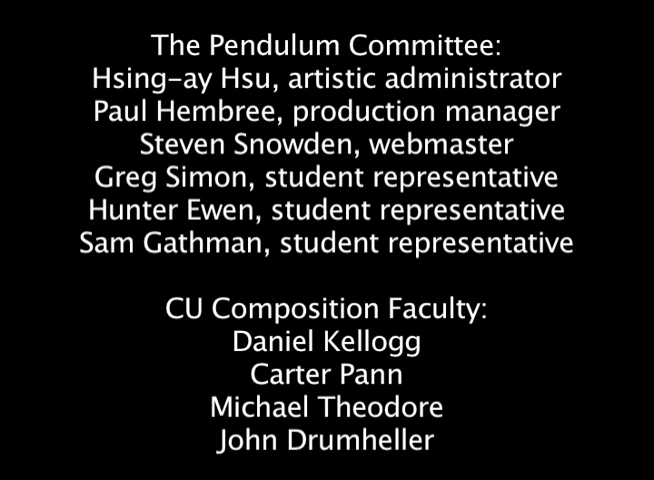 The Pendulum Committee:
Hsing-ay Hsu, artistic administrator
Paul Hembree, production manager
Steven Snowden, webmaster
Greg Simon, student representative
Hunter Ewen, student representative
Sam Gathman, student representative
CU Composition Faculty:
Daniel Kellogg
Carter Pann
Michael Theodore
John Drumheller